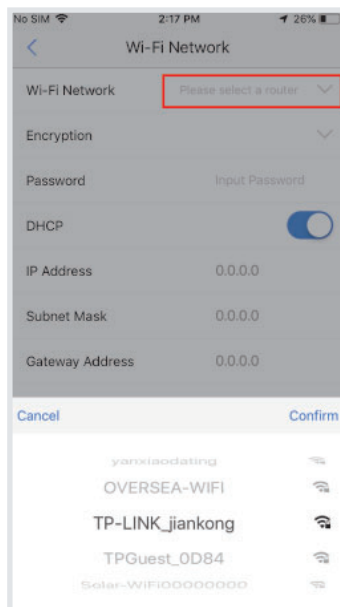 No SIM 2:17 PM 26%
Wi-Fi Network
Wi-Fi Network Please select a router
Encryption
Password Input Password
DHCP
IP Address 0.0.0.0
Subnet Mask 0.0.0.0
Gateway Address 0.0.0.0
Cancel Confirm
yanxiaodating
OVERSEA-WIFI
TP-LINK_jiankong
TPGuest_0D84
Solar-WiFi00000000